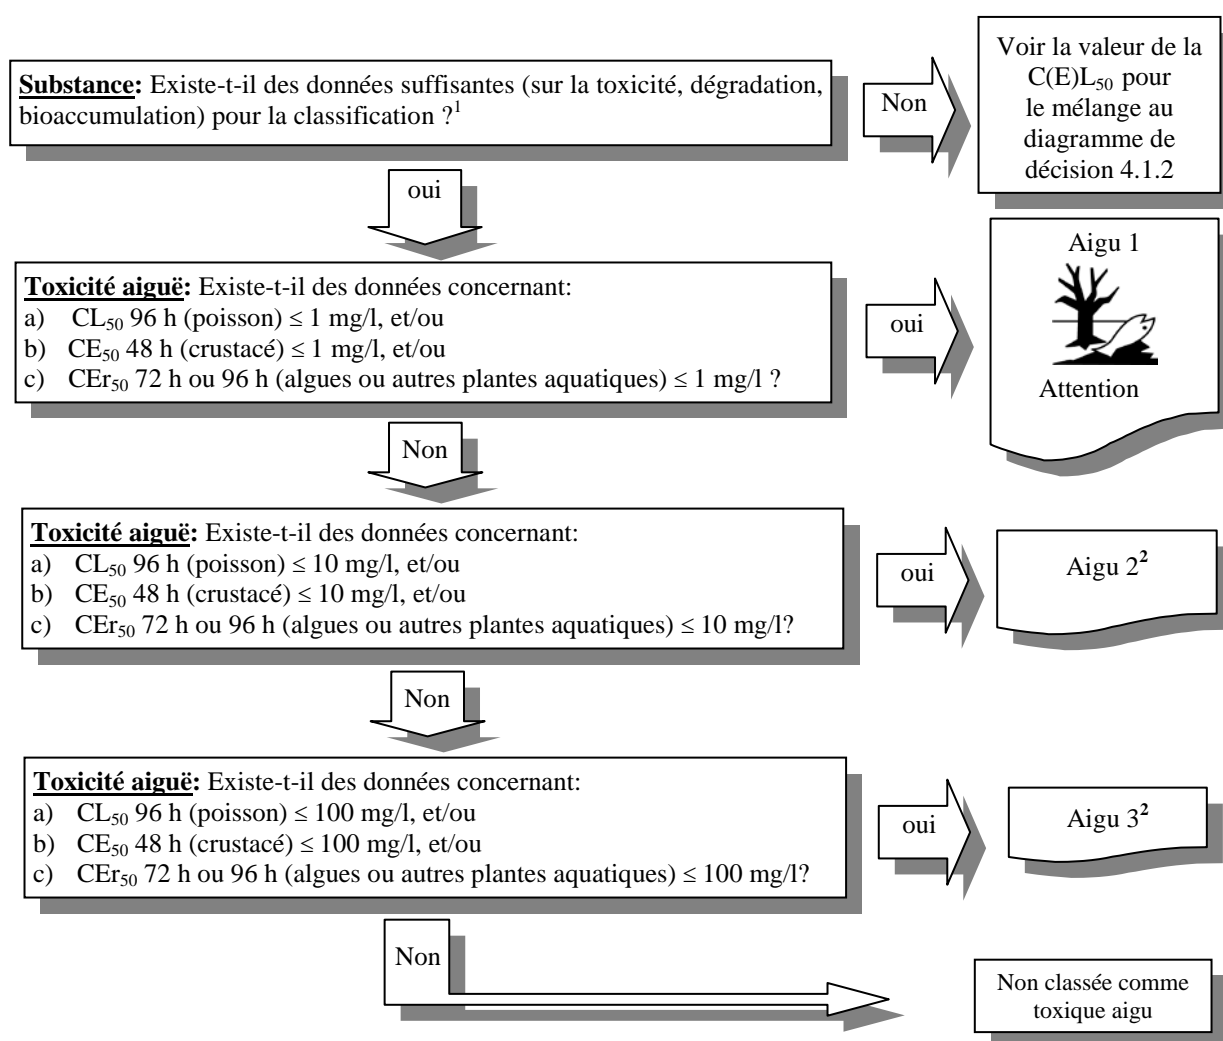 Substance: Existe-t-il des données suffisantes (sur la toxicité, dégradation,
bioaccumulation) pour la classification ?¹
Non
Voir la valeur de la
C(E)L₅₀ pour
le mélange au
diagramme de
décision 4.1.2
oui
Toxicité aiguë: Existe-t-il des données concernant:
a) CL₅₀ 96 h (poisson) ≤ 1 mg/l, et/ou
b) CE₅₀ 48 h (crustacé) ≤ 1 mg/l, et/ou
c) CEr₅₀ 72 h ou 96 h (algues ou autres plantes aquatiques) ≤ 1 mg/l ?
oui
Aigu 1
Attention
Non
Toxicité aiguë: Existe-t-il des données concernant:
a) CL₅₀ 96 h (poisson) ≤ 10 mg/l, et/ou
b) CE₅₀ 48 h (crustacé) ≤ 10 mg/l, et/ou
c) CEr₅₀ 72 h ou 96 h (algues ou autres plantes aquatiques) ≤ 10 mg/l?
oui
Aigu 2²
Non
Toxicité aiguë: Existe-t-il des données concernant:
a) CL₅₀ 96 h (poisson) ≤ 100 mg/l, et/ou
b) CE₅₀ 48 h (crustacé) ≤ 100 mg/l, et/ou
c) CEr₅₀ 72 h ou 96 h (algues ou autres plantes aquatiques) ≤ 100 mg/l?
oui
Aigu 3²
Non
Non classée comme
toxique aigu